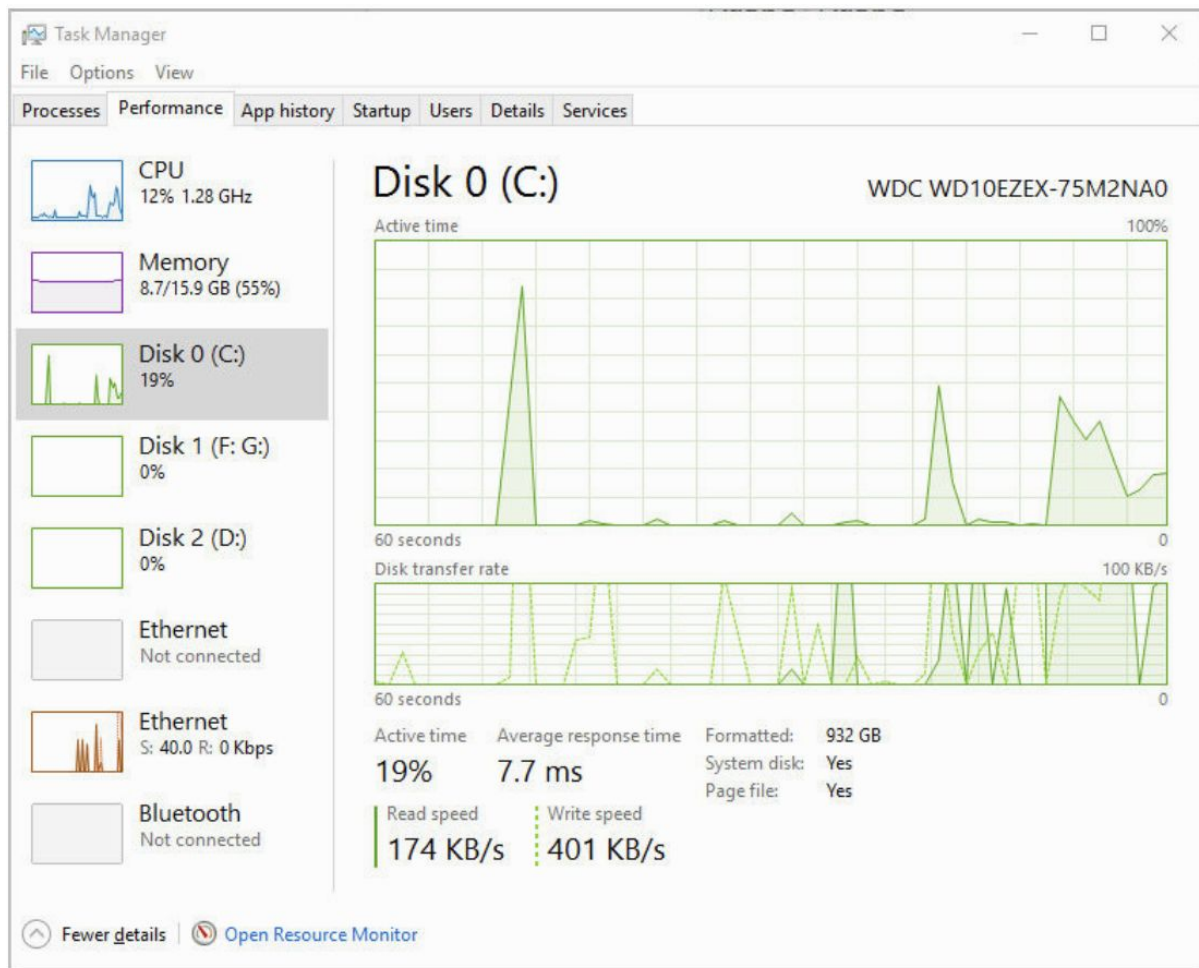 Task Manager
File Options View
Processes Performance App history Startup Users Details Services
CPU
12% 1.28 GHz
Memory
8.7/15.9 GB (55%)
Disk 0 (C:)
19%
Disk 1 (F: G:)
0%
Disk 2 (D:)
0%
Ethernet
Not connected
Ethernet
S: 40.0 R: 0 Kbps
Bluetooth
Not connected
Disk 0 (C:) WDC WD10EZEX-75M2NA0
Active time 100%
60 seconds 0
Disk transfer rate 100 KB/s
60 seconds 0
Active time Average response time
19% 7.7 ms
Read speed Write speed
174 KB/s 401 KB/s
Formatted: 932 GB
System disk: Yes
Page file: Yes
Fewer details Open Resource Monitor